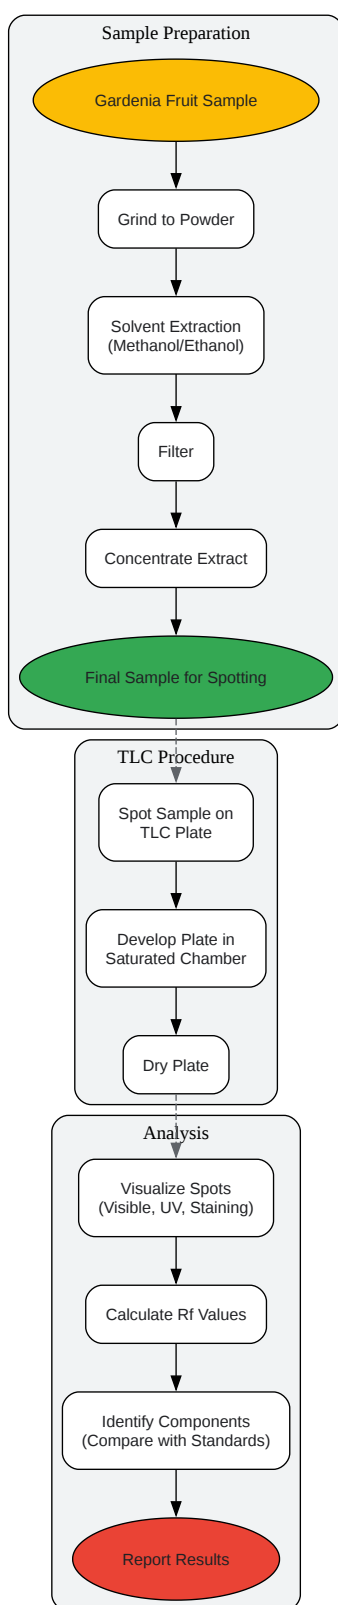 Sample Preparation
Gardenia Fruit Sample
Grind to Powder
Solvent Extraction
(Methanol/Ethanol)
Filter
Concentrate Extract
Final Sample for Spotting
TLC Procedure
Spot Sample on
TLC Plate
Develop Plate in
Saturated Chamber
Dry Plate
Analysis
Visualize Spots
(Visible, UV, Staining)
Calculate Rf Values
Identify Components
(Compare with Standards)
Report Results